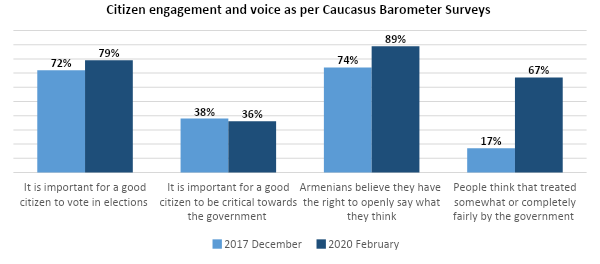 Citizen engagement and voice as per Caucasus Barometer Surveys
72%
79%
38%
36%
74%
89%
17%
67%
It is important for a good
citizen to vote in elections
It is important for a good
citizen to be critical towards
the government
Armenians believe they have
the right to openly say what
they think
People think that treated
somewhat or completely
fairly by the government
2017 December
2020 February